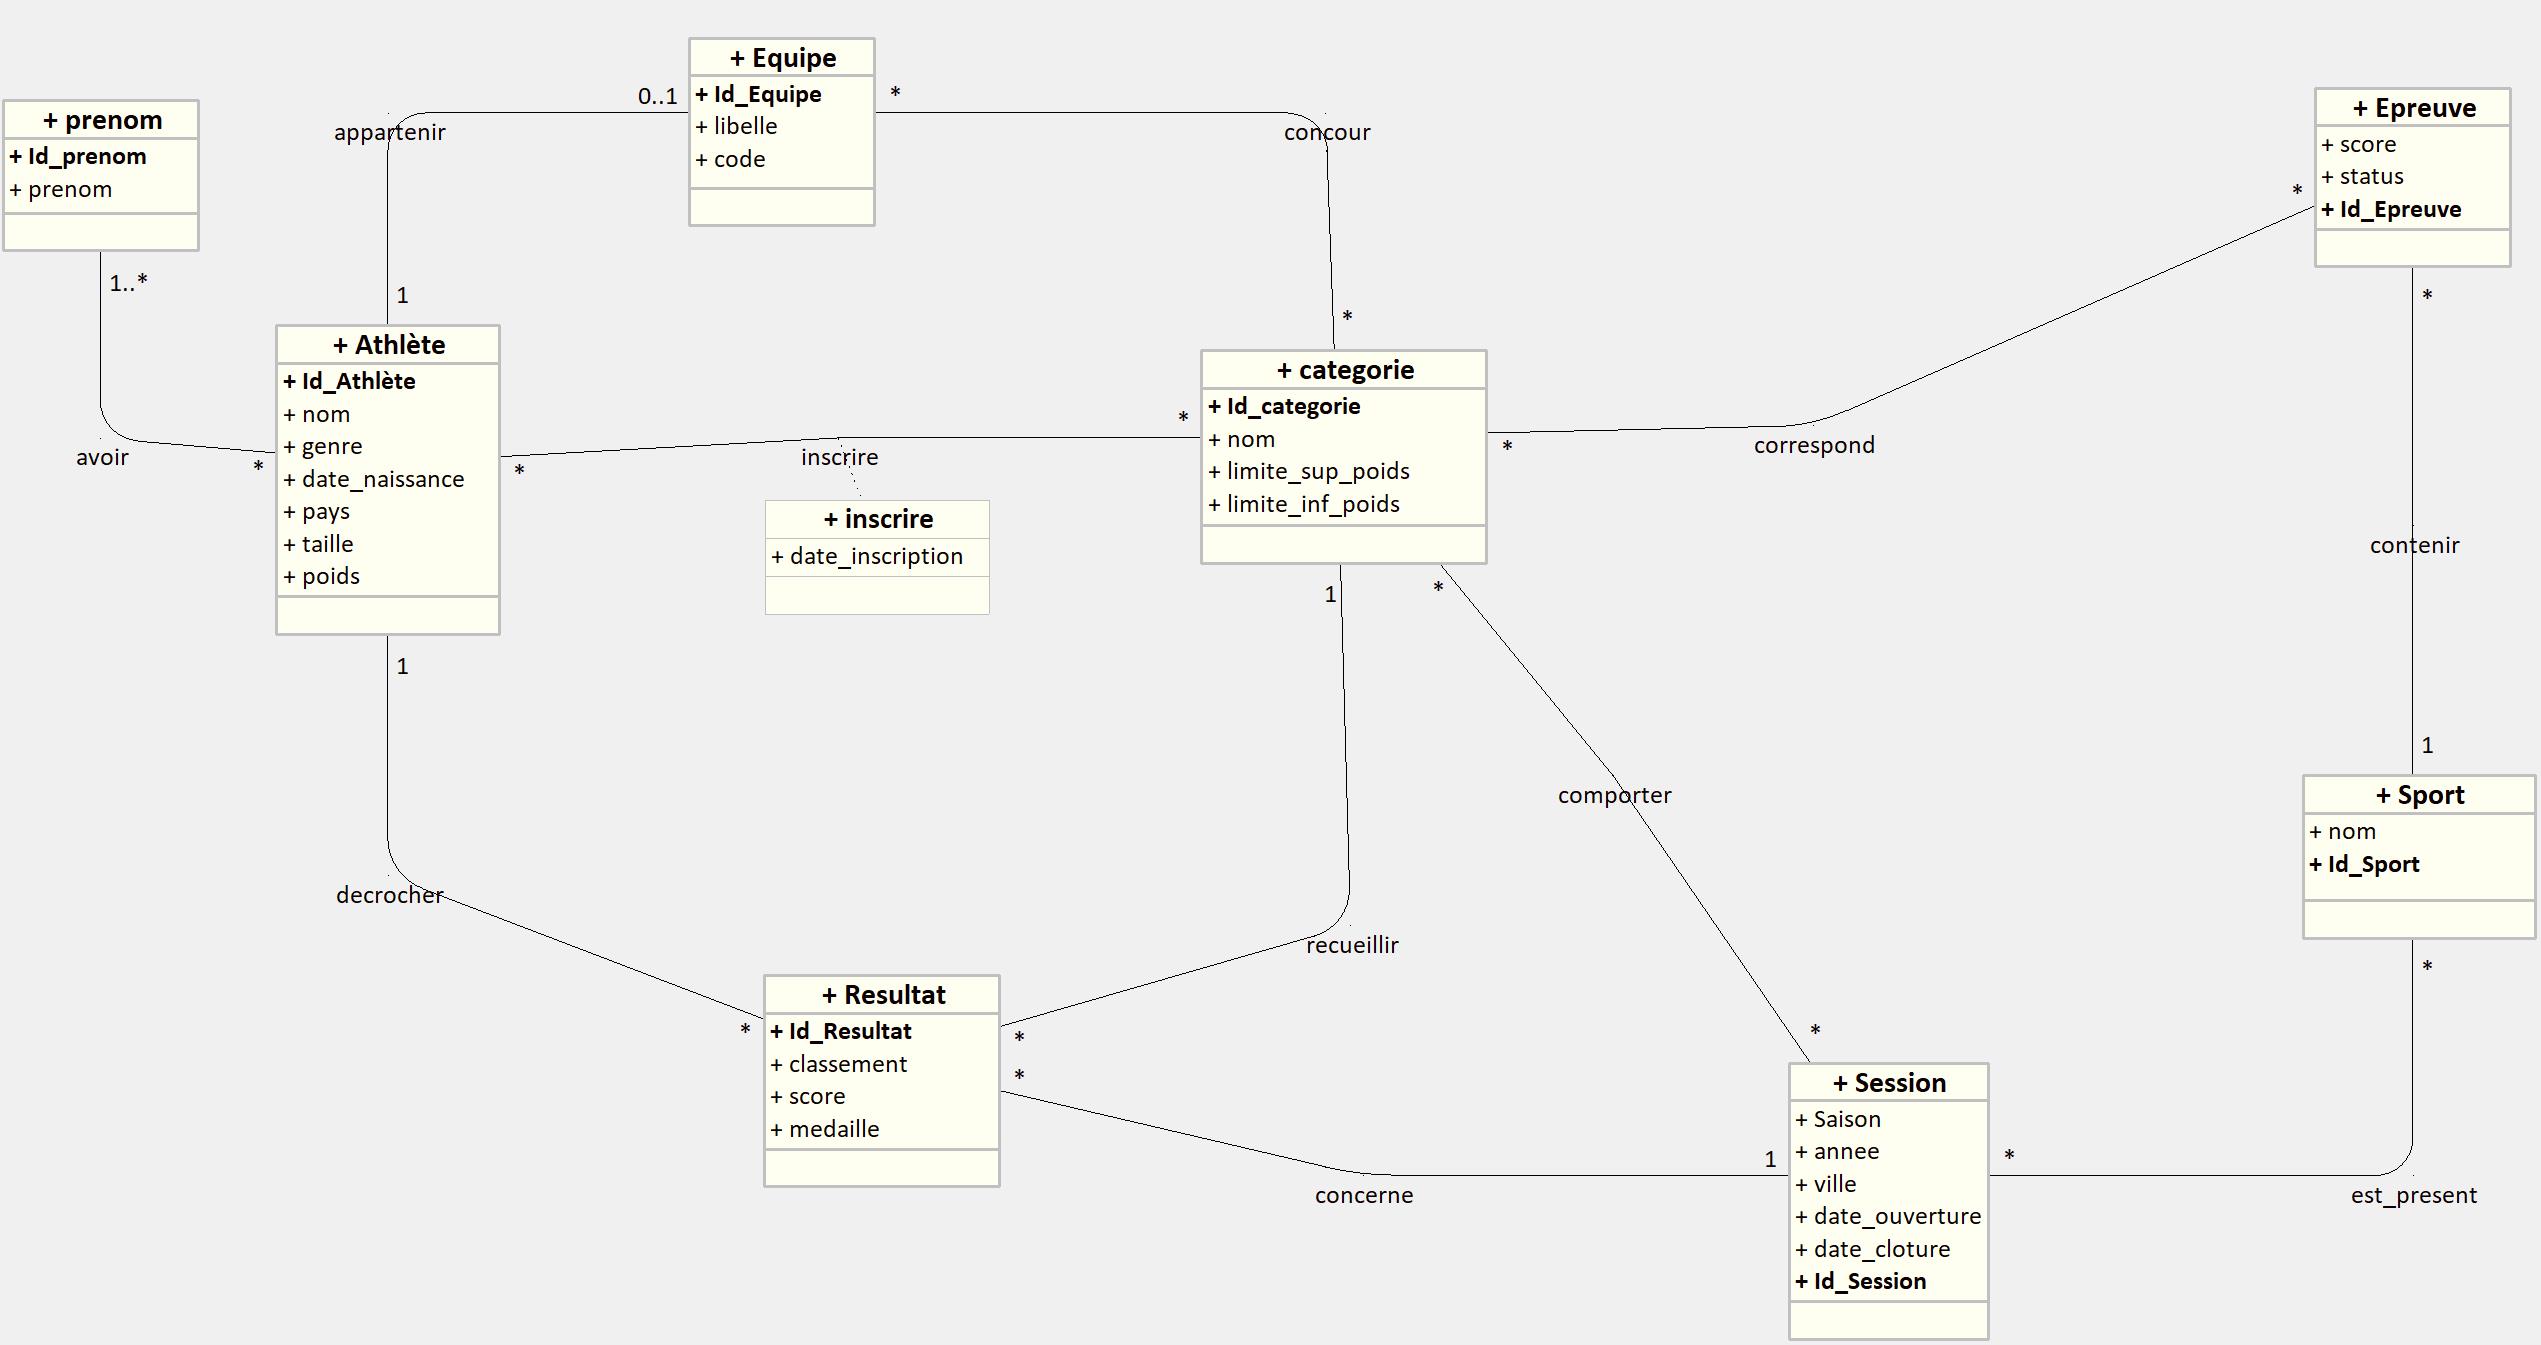 + Equipe
+ Id_Equipe
+ libelle
+ code
0..1
*
appartenir
concour
+ prenom
+ Id_prenom
+ prenom
1..*
avoir
*
1
+ Athlète
+ Id_Athlète
+ nom
+ genre
+ date_naissance
+ pays
+ taille
+ poids
*
inscrire
*
+ inscrire
+ date_inscription
*
+ categorie
+ Id_categorie
+ nom
+ limite_sup_poids
+ limite_inf_poids
*
correspond
*
+ Epreuve
+ score
+ status
+ Id_Epreuve
*
contenir
1
+ Sport
+ nom
+ Id_Sport
*
1
decrocher
*
1
recueillir
*
*
comporter
*
+ Resultat
+ Id_Resultat
+ classement
+ score
+ medaille
*
concerne
1
+ Session
+ Saison
+ annee
+ ville
+ date_ouverture
+ date_cloture
+ Id_Session
*
est_present